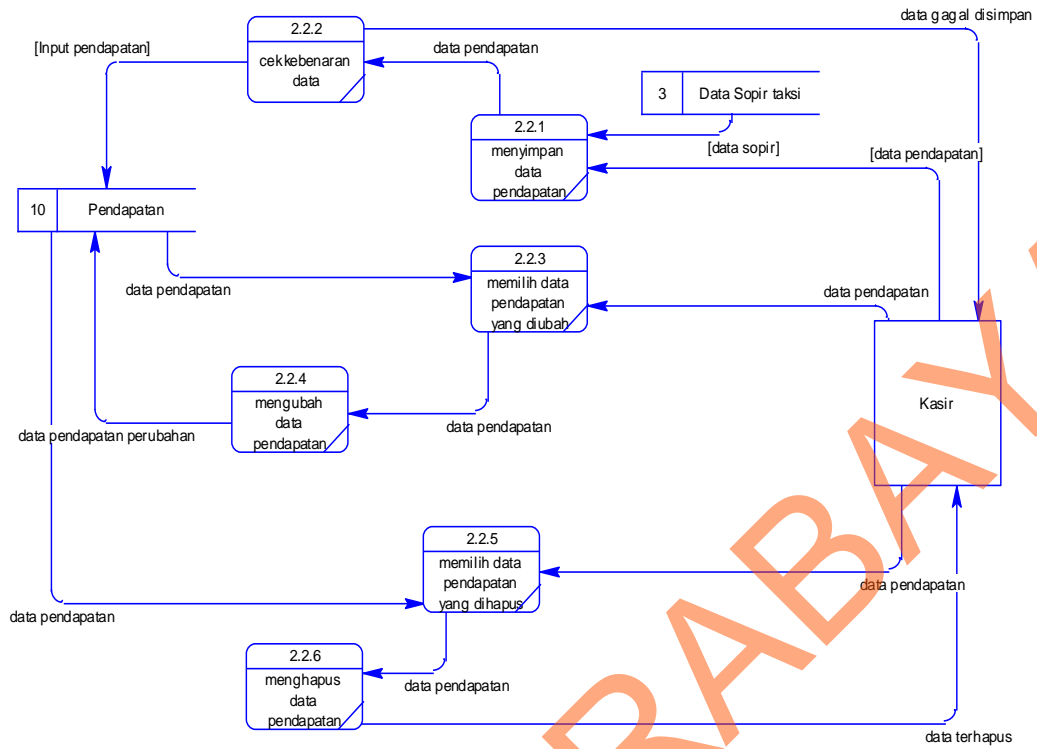 data gagal disimpan
2.2.2
cek kebenaran
data
[Input pendapatan]
data pendapatan
3 Data Sopir taksi
2.2.1
menyimpan
data
pendapatan
[data sopir]
[data pendapatan]
10 Pendapatan
data pendapatan
2.2.3
memilih data
pendapatan
yang diubah
data pendapatan
Kasir
2.2.4
mengubah
data
pendapatan
data pendapatan
data pendapatan perubahan
2.2.5
memilih data
pendapatan
yang dihapus
data pendapatan
data pendapatan
2.2.6
menghapus
data
pendapatan
data pendapatan
data terhapus
RABAY